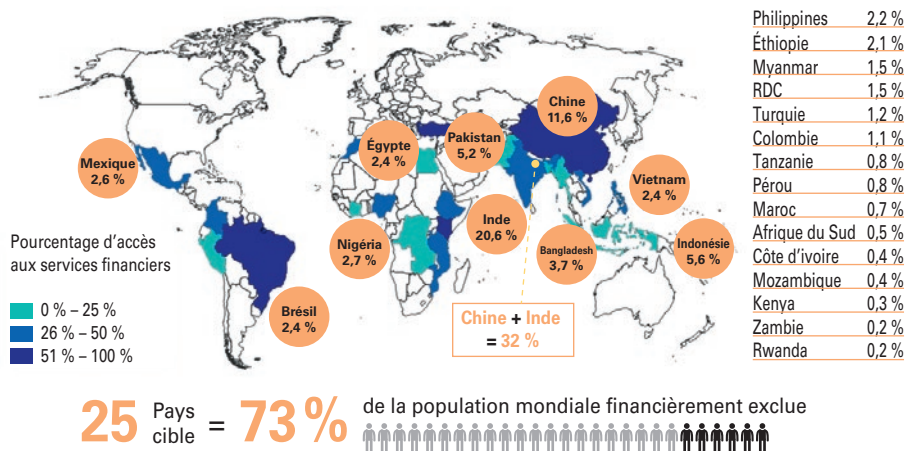 Mexique
2,6 %
Brésil
2,4 %
Égypte
2,4 %
Nigéria
2,7 %
Pakistan
5,2 %
Chine
11,6 %
Inde
20,6 %
Bangladesh
3,7 %
Vietnam
2,4 %
Indonésie
5,6 %
Chine + Inde
= 32 %
Pourcentage d'accès
aux services financiers
0 % – 25 %
26 % – 50 %
51 % – 100 %
Philippines 2,2 %
Éthiopie 2,1 %
Myanmar 1,5 %
RDC 1,5 %
Turquie 1,2 %
Colombie 1,1 %
Tanzanie 0,8 %
Pérou 0,8 %
Maroc 0,7 %
Afrique du Sud 0,5 %
Côte d'ivoire 0,4 %
Mozambique 0,4 %
Kenya 0,3 %
Zambie 0,2 %
Rwanda 0,2 %
25 Pays cible = 73 % de la population mondiale financièrement exclue